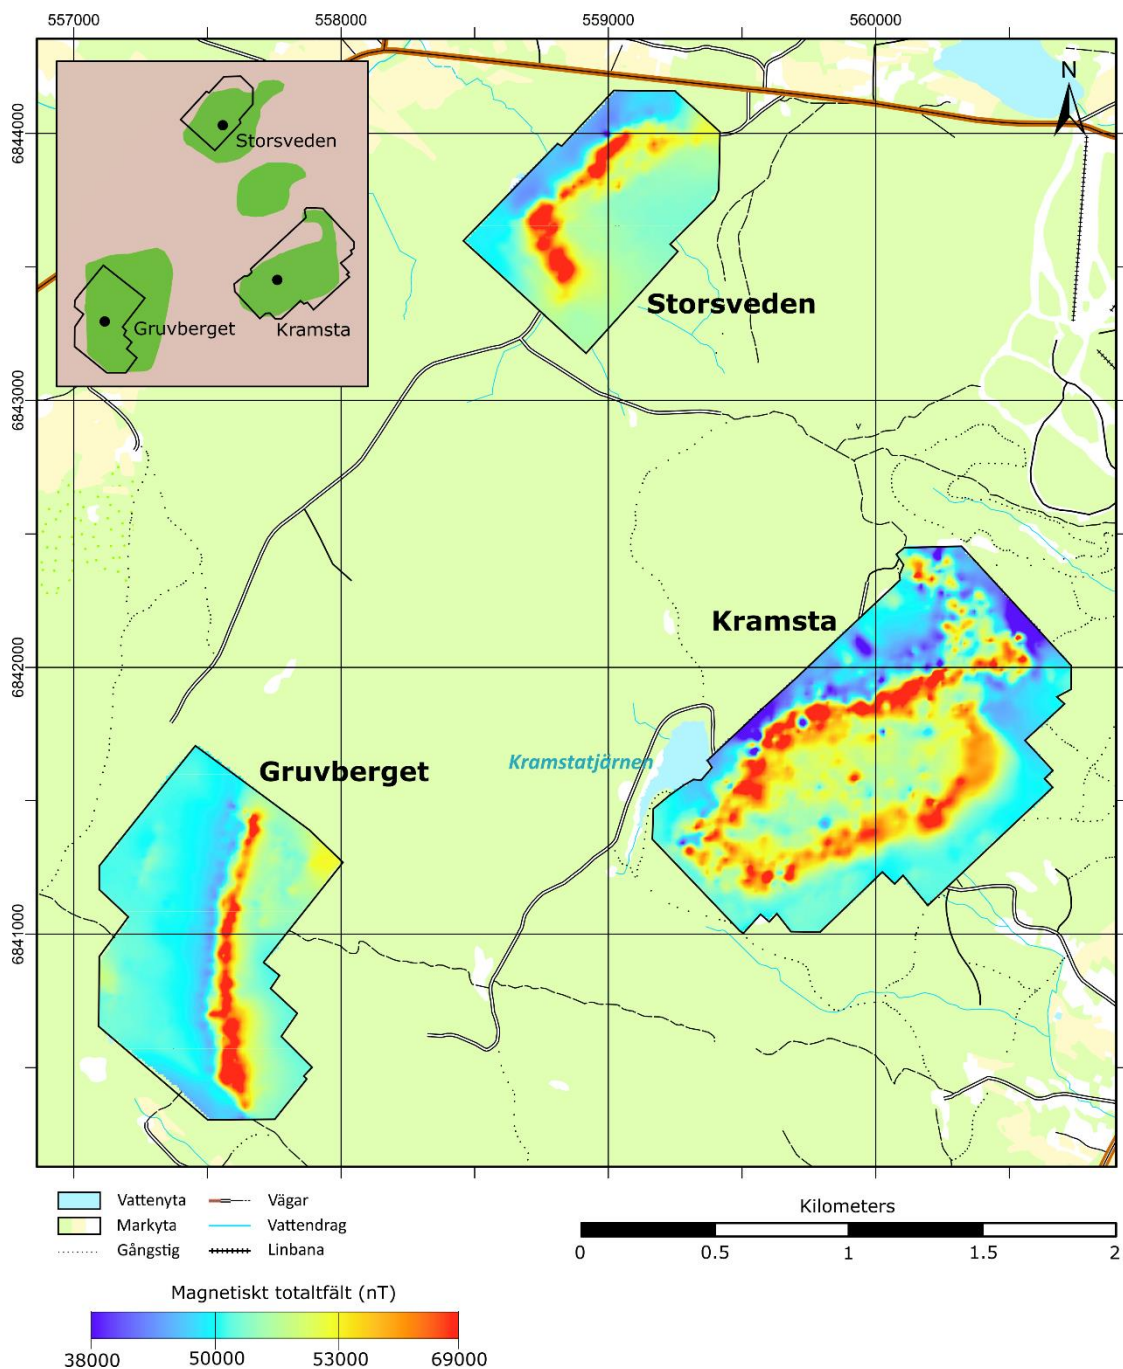 557000 558000 559000 560000
N
6844000
6843000
6842000
6841000
Storsveden
Gruvberget
Kramsta
Storsveden
Kramsta
Gruvberget
Kramstatjärnen
Vattenyta
Markyta
Gångstig
Vägar
Vattendrag
Linbana
Kilometers
0 0.5 1 1.5 2
Magnetiskt totaltfält (nT)
38000 50000 53000 69000